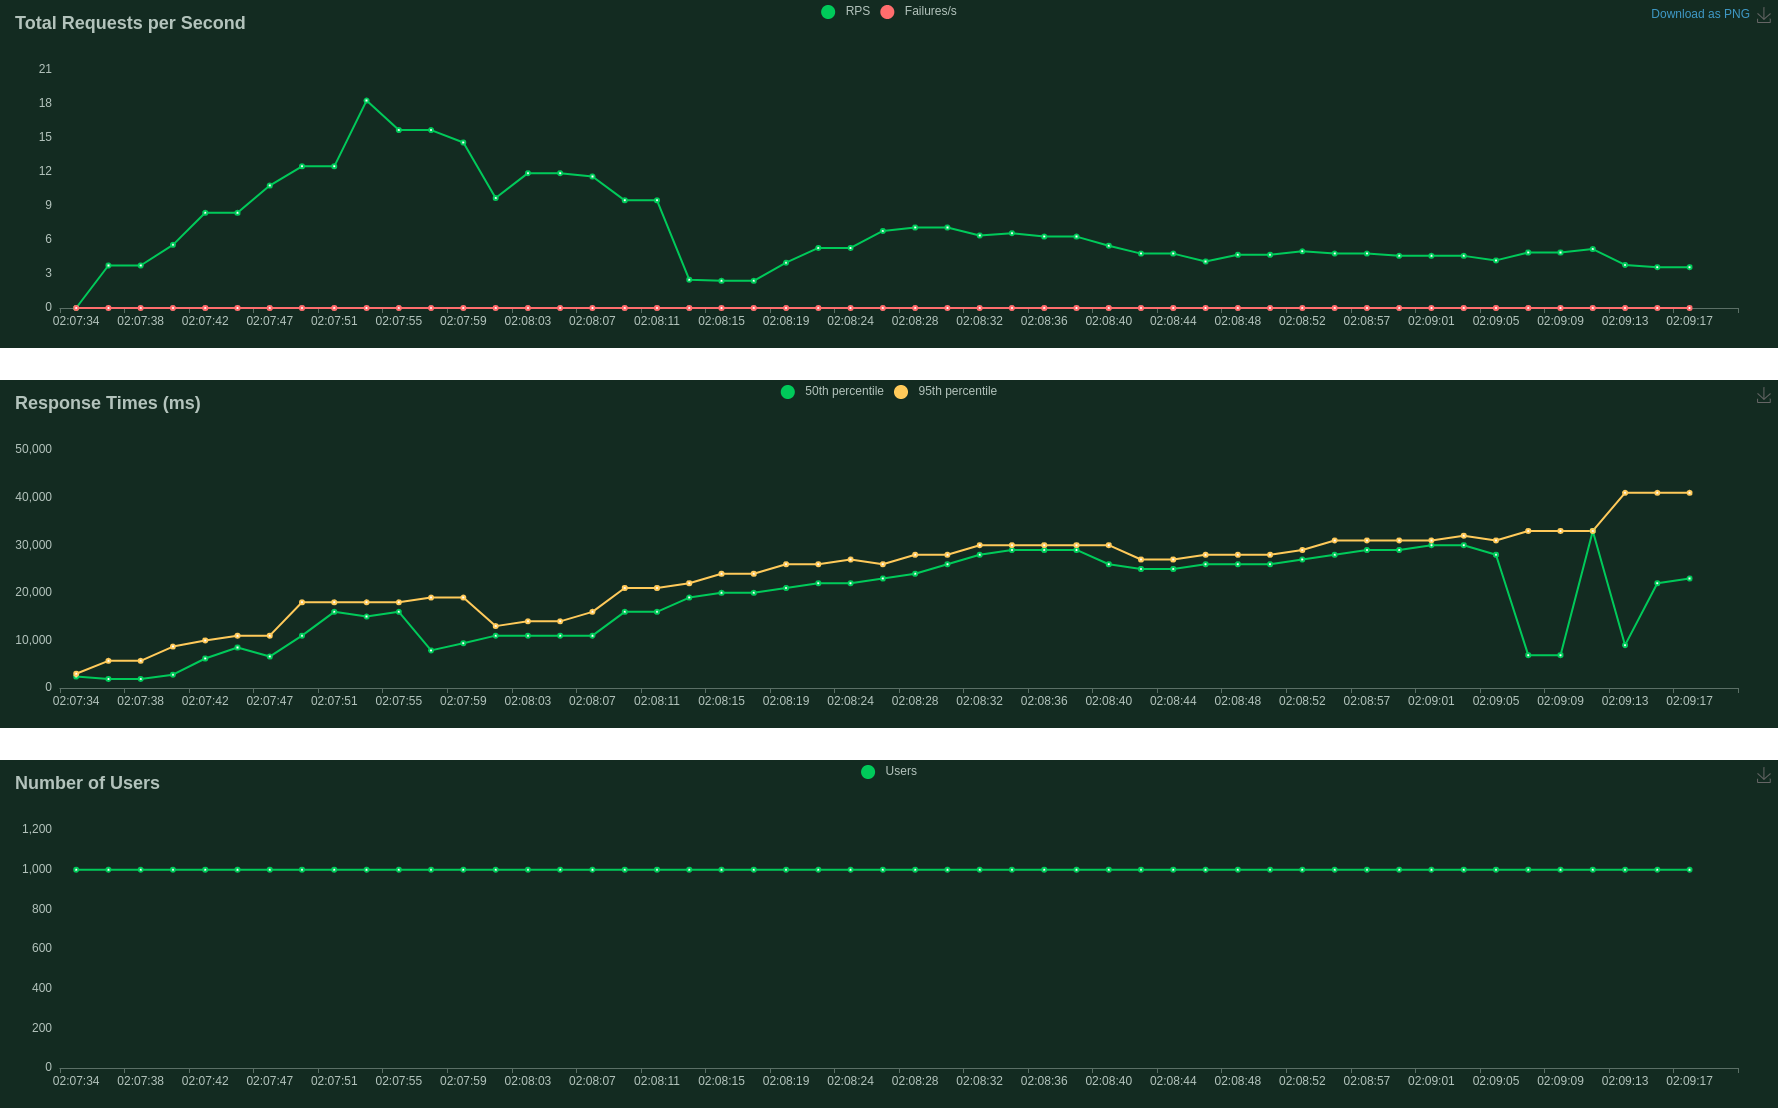 Total Requests per Second
RPS Failures/s
Download as PNG
21
18
15
12
9
6
3
0
02:07:34 02:07:38 02:07:42 02:07:47 02:07:51 02:07:55 02:07:59 02:08:03 02:08:07 02:08:11 02:08:15 02:08:19 02:08:24 02:08:28 02:08:32 02:08:36 02:08:40 02:08:44 02:08:48 02:08:52 02:08:57 02:09:01 02:09:05 02:09:09 02:09:13 02:09:17
Response Times (ms)
50th percentile 95th percentile
50,000
40,000
30,000
20,000
10,000
0
02:07:34 02:07:38 02:07:42 02:07:47 02:07:51 02:07:55 02:07:59 02:08:03 02:08:07 02:08:11 02:08:15 02:08:19 02:08:24 02:08:28 02:08:32 02:08:36 02:08:40 02:08:44 02:08:48 02:08:52 02:08:57 02:09:01 02:09:05 02:09:09 02:09:13 02:09:17
Number of Users
Users
1,200
1,000
800
600
400
200
0
02:07:34 02:07:38 02:07:42 02:07:47 02:07:51 02:07:55 02:07:59 02:08:03 02:08:07 02:08:11 02:08:15 02:08:19 02:08:24 02:08:28 02:08:32 02:08:36 02:08:40 02:08:44 02:08:48 02:08:52 02:08:57 02:09:01 02:09:05 02:09:09 02:09:13 02:09:17